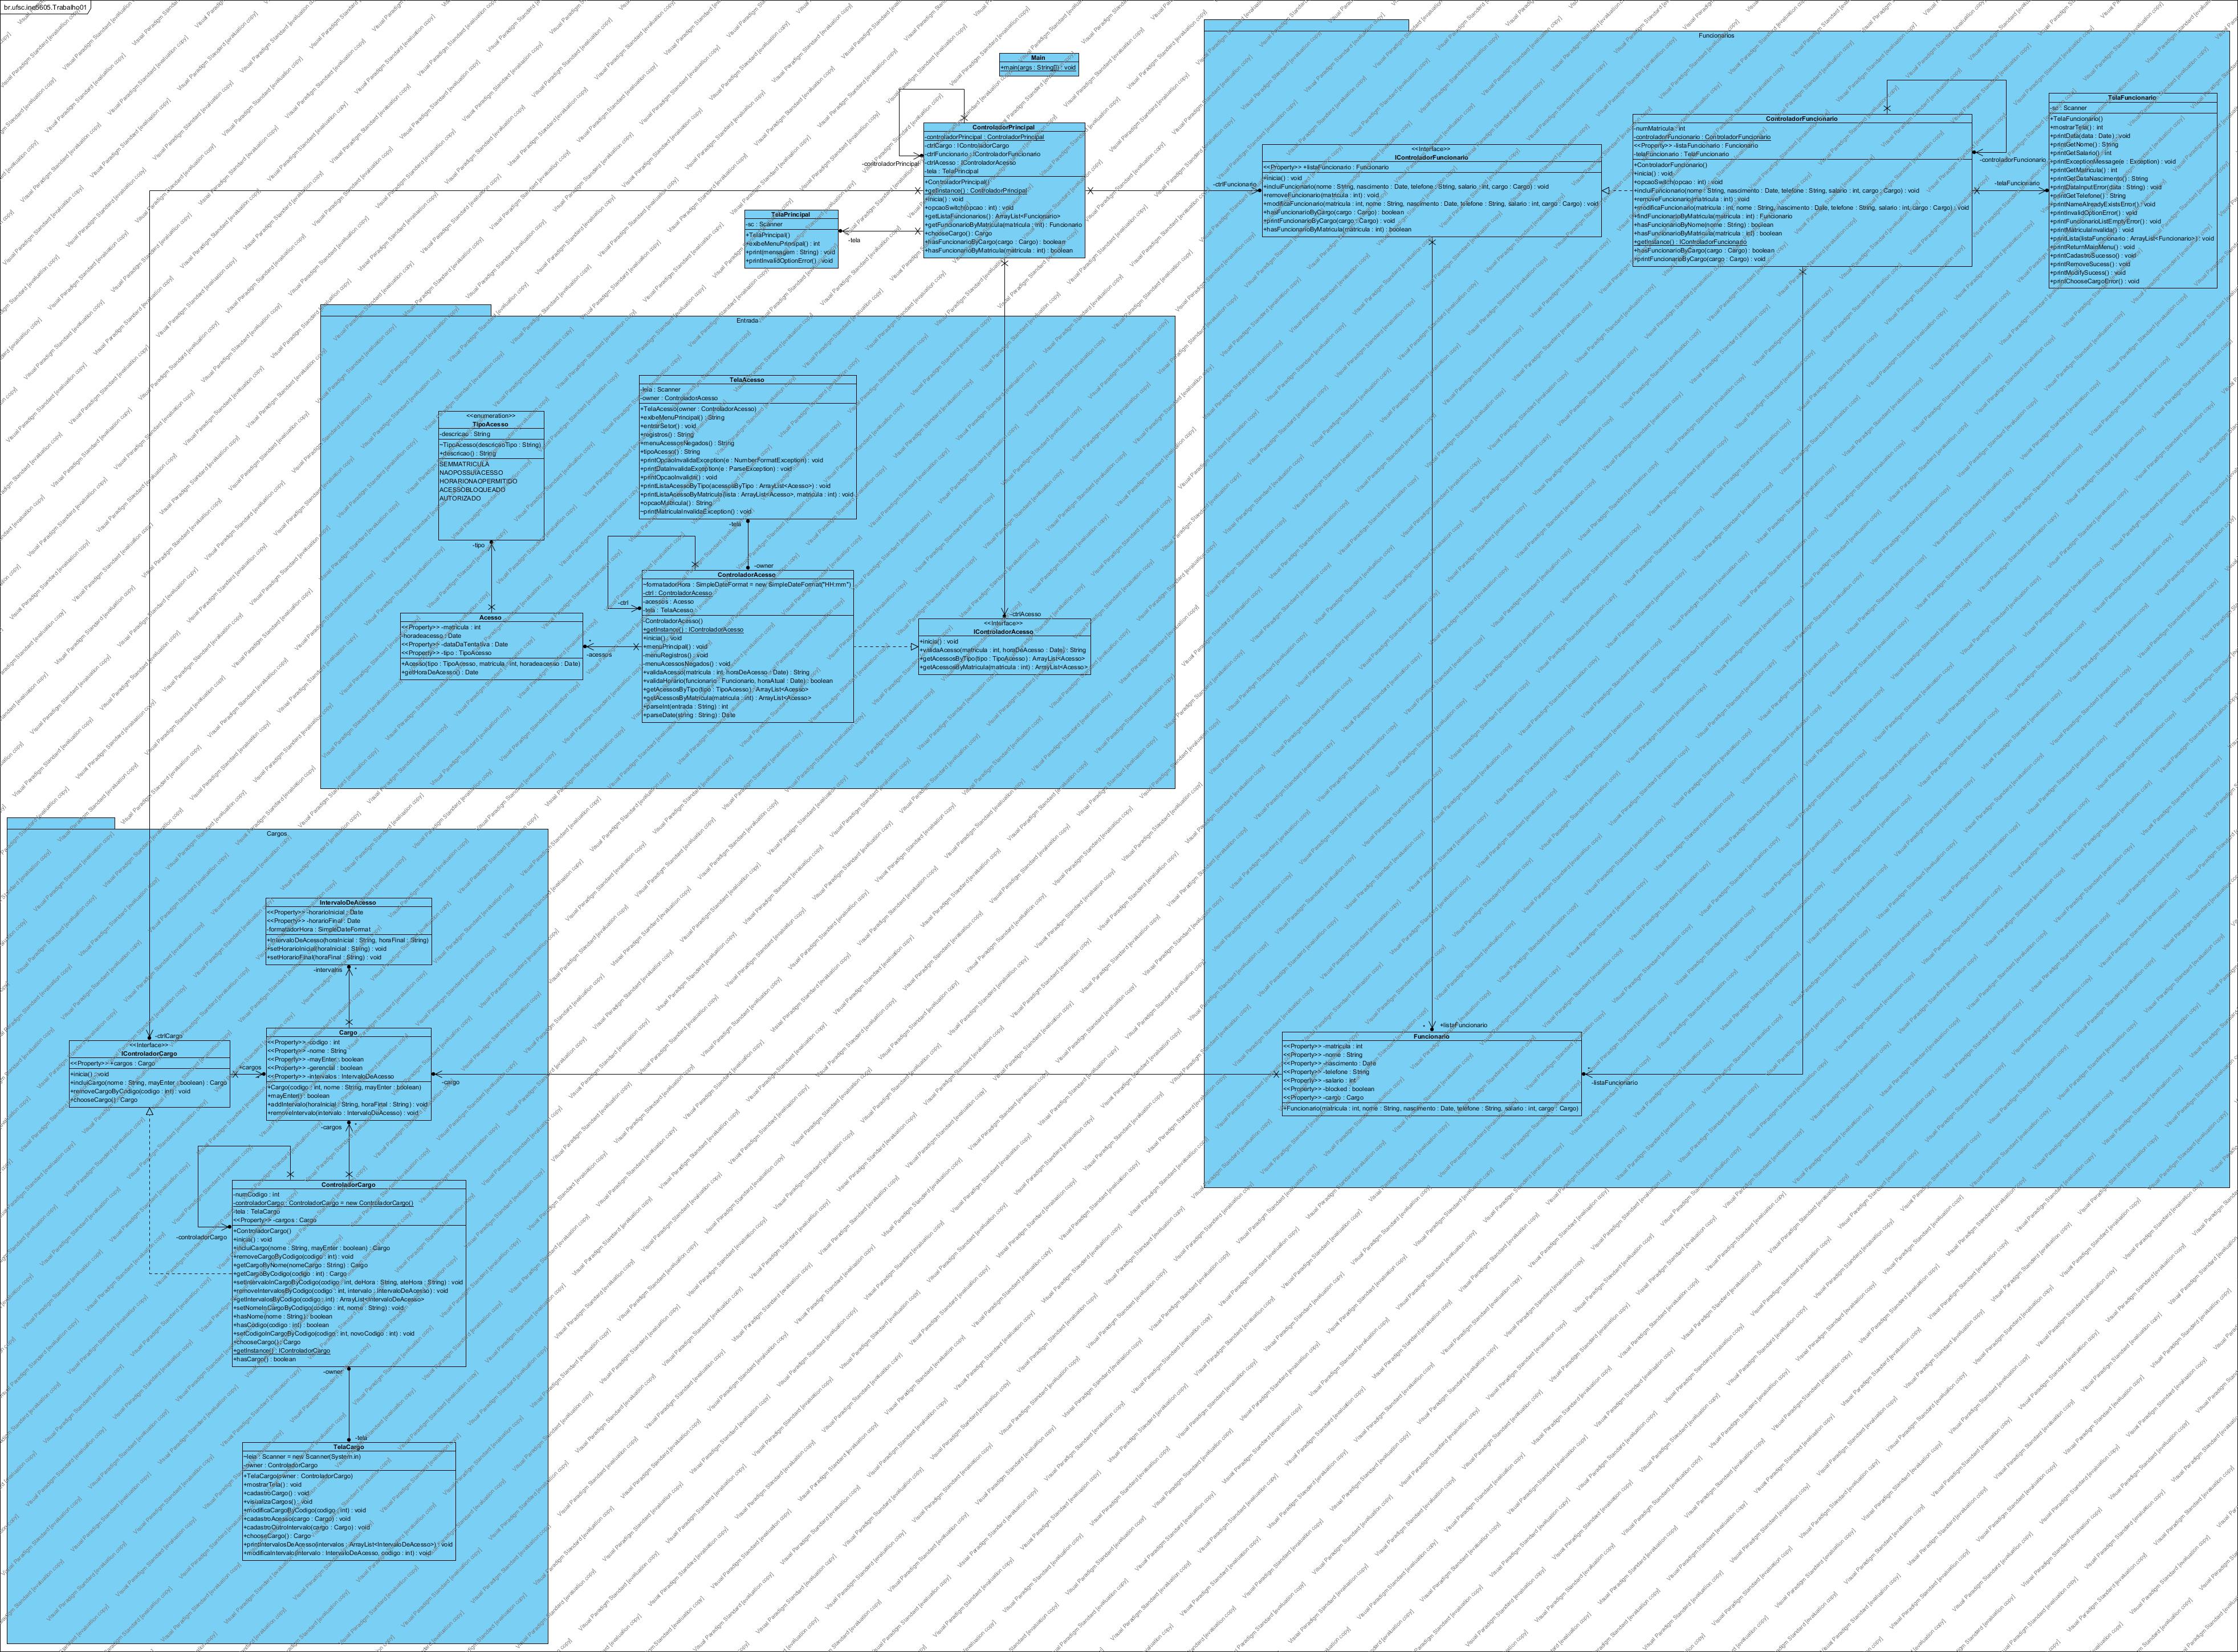 br.ufsc.ine5605.Trabalho01
Main
+main(args : String[]) : void
ControladorPrincipal
-controladorPrincipal : ControladorPrincipal
-ctrlCargo : IControladorCargo
-ctrlFuncionario : IControladorFuncionario
-ctrlAcesso : IControladorAcesso
-tela : TelaPrincipal
+ControladorPrincipal()
+getInstance() : ControladorPrincipal
+inicia() : void
+opcaoSwitch(opcao : int) : void
+getListaFuncionarios() : ArrayList<Funcionario>
+getFuncionarioByMatricula(matricula : int) : Funcionario
+chooseCargo() : Cargo
+hasFuncionarioByCargo(cargo : Cargo) : boolean
+hasFuncionarioByMatricula(matricula : int) : boolean
-controladorPrincipal
TelaPrincipal
-sc : Scanner
+TelaPrincipal()
+exibeMenuPrincipal() : int
+print(mensagem : String) : void
+printInvalidOptionError() : void
-tela
Funcionarios
-ctrlFuncionario
<<Interface>>
IControladorFuncionario
<<Property>> +listaFuncionario : Funcionario
+inicia() : void
+incluiFuncionario(nome : String, nascimento : Date, telefone : String, salario : int, cargo : Cargo) : void
+removeFuncionario(matricula : int) : void
+modificaFuncionario(matricula : int, nome : String, nascimento : Date, telefone : String, salario : int, cargo : Cargo) : void
+hasFuncionarioByCargo(cargo : Cargo) : boolean
+printFuncionarioByCargo(cargo : Cargo) : void
+hasFuncionarioByMatricula(matricula : int) : boolean
ControladorFuncionario
-numMatricula : int
-controladorFuncionario : ControladorFuncionario
<<Property>> -listaFuncionario : Funcionario
-telaFuncionario : TelaFuncionario
+ControladorFuncionario()
+inicia() : void
+opcaoSwitch(opcao : int) : void
+incluiFuncionario(nome : String, nascimento : Date, telefone : String, salario : int, cargo : Cargo) : void
+removeFuncionario(matricula : int) : void
+modificaFuncionario(matricula : int, nome : String, nascimento : Date, telefone : String, salario : int, cargo : Cargo) : void
+findFuncionarioByMatricula(matricula : int) : Funcionario
+hasFuncionarioByNome(nome : String) : boolean
+hasFuncionarioByMatricula(matricula : int) : boolean
+getInstance() : IControladorFuncionario
+hasFuncionarioByCargo(cargo : Cargo) : boolean
+printFuncionarioByCargo(cargo : Cargo) : void
-controladorFuncionario
-telaFuncionario
TelaFuncionario
-sc : Scanner
+TelaFuncionario()
+mostrarTela() : int
+printData(data : Date) : void
+printGetNome() : String
+printGetSalario() : int
+printExceptionMessage(e : Exception) : void
+printGetMatricula() : int
+printGetDataNascimento() : String
+printDataInputError(data : String) : void
+printGetTelefone() : String
+printNameAlreadyExistsError() : void
+printInvalidOptionError() : void
+printFuncionarioListEmptyError() : void
+printMatriculaInvalida() : void
+printLista(listaFuncionario : ArrayList<Funcionario>) : void
+printReturnMainMenu() : void
+printCadastroSucesso() : void
+printRemoveSucess() : void
+printModifySucess() : void
+printChooseCargoError() : void
Entrada
<<enumeration>>
TipoAcesso
-descricao : String
~TipoAcesso(descricaoTipo : String)
+descricao() : String
SEMMATRICULA
NAOPOSSUIACESSO
HORARIONAOPERMITIDO
ACESSOBLOQUEADO
AUTORIZADO
-tipo
TelaAcesso
-leia : Scanner
-owner : ControladorAcesso
+TelaAcesso(owner : ControladorAcesso)
+exibeMenuPrincipal() : String
+entrarSetor() : void
+registros() : String
+menuAcessosNegados() : String
+tipoAcesso() : String
+printOpcaoInvalidaException(e : NumberFormatException) : void
+printDataInvalidaException(e : ParseException) : void
+printOpcaoInvalida() : void
+printListaAcessoByTipo(acessosByTipo : ArrayList<Acesso>) : void
+printListaAcessoByMatricula(lista : ArrayList<Acesso>, matricula : int) : void
+opcaoMatricula() : String
~printMatriculaInvalidaException() : void
-tela
-owner
ControladorAcesso
~formatadorHora : SimpleDateFormat = new SimpleDateFormat("HH:mm")
-ctrl : ControladorAcesso
-acessos : Acesso
-tela : TelaAcesso
-ControladorAcesso()
+getInstance() : IControladorAcesso
+inicia() : void
+menuPrincipal() : void
-menuRegistros() : void
-menuAcessosNegados() : void
+validaAcesso(matricula : int, horaDeAcesso : Date) : String
+validaHorario(funcionario : Funcionario, horaAtual : Date) : boolean
+getAcessosByTipo(tipo : TipoAcesso) : ArrayList<Acesso>
+getAcessosByMatricula(matricula : int) : ArrayList<Acesso>
+parseInt(entrada : String) : int
+parseDate(string : String) : Date
-ctrl
Acesso
<<Property>> -matricula : int
-horadeacesso : Date
<<Property>> -dataDaTentativa : Date
<<Property>> -tipo : TipoAcesso
+Acesso(tipo : TipoAcesso, matricula : int, horadeacesso : Date)
+getHoraDeAcesso() : Date
*
-acessos
-ctrlAcesso
<<Interface>>
IControladorAcesso
+inicia() : void
+validaAcesso(matricula : int, horaDeAcesso : Date) : String
+getAcessosByTipo(tipo : TipoAcesso) : ArrayList<Acesso>
+getAcessosByMatricula(matricula : int) : ArrayList<Acesso>
Cargos
IntervaloDeAcesso
<<Property>> -horarioInicial : Date
<<Property>> -horarioFinal : Date
-formatadorHora : SimpleDateFormat
+IntervaloDeAcesso(horaInicial : String, horaFinal : String)
+setHorarioInicial(horaInicial : String) : void
+setHorarioFinal(horaFinal : String) : void
-intervalos
*
-ctrlCargo
<<Interface>>
IControladorCargo
<<Property>> +cargos : Cargo
+inicia() : void
+incluiCargo(nome : String, mayEnter : boolean) : Cargo
+removeCargoByCodigo(codigo : int) : void
+chooseCargo() : Cargo
+cargos
*
Cargo
<<Property>> -codigo : int
<<Property>> -nome : String
<<Property>> -mayEnter : boolean
<<Property>> -gerencial : boolean
<<Property>> -intervalos : IntervaloDeAcesso
+Cargo(codigo : int, nome : String, mayEnter : boolean)
+mayEnter() : boolean
+addIntervalo(horaInicial : String, horaFinal : String) : void
+removeIntervalo(intervalo : IntervaloDeAcesso) : void
-cargo
-cargos
*
*
+listaFuncionario
Funcionario
<<Property>> -matricula : int
<<Property>> -nome : String
<<Property>> -nascimento : Date
<<Property>> -telefone : String
<<Property>> -salario : int
<<Property>> -blocked : boolean
<<Property>> -cargo : Cargo
+Funcionario(matricula : int, nome : String, nascimento : Date, telefone : String, salario : int, cargo : Cargo)
*
-listaFuncionario
ControladorCargo
-numCodigo : int
-controladorCargo : ControladorCargo = new ControladorCargo()
-tela : TelaCargo
<<Property>> -cargos : Cargo
+ControladorCargo()
+inicia() : void
+incluiCargo(nome : String, mayEnter : boolean) : Cargo
+removeCargoByCodigo(codigo : int) : void
+getCargoByNome(nomeCargo : String) : Cargo
+getCargoByCodigo(codigo : int) : Cargo
+setIntervaloInCargoByCodigo(codigo : int, deHora : String, ateHora : String) : void
+removeIntervalosByCodigo(codigo : int, intervalo : IntervaloDeAcesso) : void
+getIntervalosByCodigo(codigo : int) : ArrayList<IntervaloDeAcesso>
+setNomeInCargoByCodigo(codigo : int, nome : String) : void
+hasNome(nome : String) : boolean
+hasCodigo(codigo : int) : boolean
+setCodigoInCargoByCodigo(codigo : int, novoCodigo : int) : void
+chooseCargo() : Cargo
+getInstance() : IControladorCargo
+hasCargo() : boolean
-controladorCargo
-owner
-tela
TelaCargo
~leia : Scanner = new Scanner(System.in)
-owner : ControladorCargo
+TelaCargo(owner : ControladorCargo)
+mostrarTela() : void
+cadastroCargo() : void
+visualizaCargos() : void
+modificaCargoByCodigo(codigo : int) : void
+cadastroAcesso(cargo : Cargo) : void
+cadastroOutroIntervalo(cargo : Cargo) : void
+chooseCargo() : Cargo
+printIntervalosDeAcesso(intervalos : ArrayList<IntervaloDeAcesso>) : void
+modificaIntervalo(intervalo : IntervaloDeAcesso, codigo : int) : void
Visual Paradigm Standard [evaluation copy]